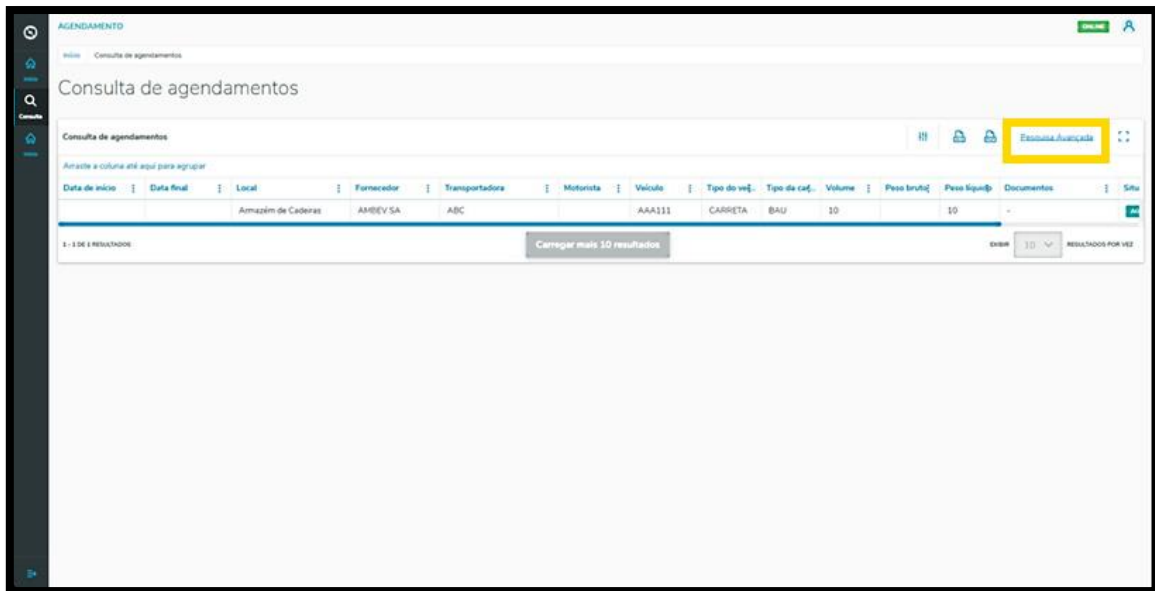 AGENDAMENTO
ONLINE
Início Consulta de agendamentos
Início
Consulta
Consulta de agendamentos
Início
Consulta de agendamentos
Pesquisa Avançada
Arraste a coluna até aqui para agrupar
Data de início Data final Local Fornecedor Transportadora Motorista Veículo Tipo do veí... Tipo da ca... Volume Peso bruto Peso líquido Documentos Situ
Armazém de Cadeiras AMBEV SA ABC AAA111 CARRETA BAU 10 10 -
1 - 1 DE 1 RESULTADOS
Carregar mais 10 resultados
EXIBIR 10 RESULTADOS POR VEZ